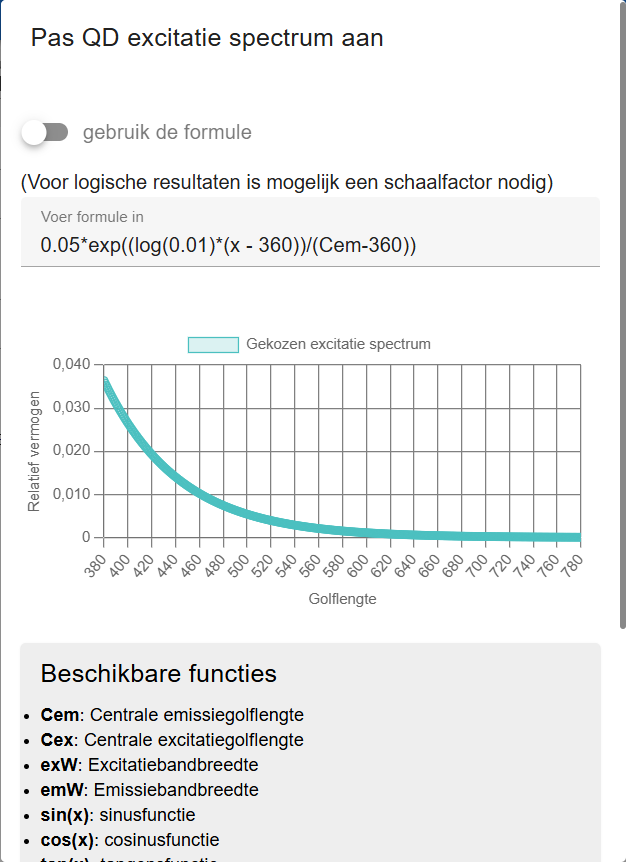 Pas QD excitatie spectrum aan
gebruik de formule
(Voor logische resultaten is mogelijk een schaalfactor nodig)
Voer formule in
0.05*exp((log(0.01)*(x - 360))/(Cem-360))
Gekozen excitatie spectrum
0,040
0,030
0,020
0,010
0
Relatief vermogen
380 400 420 440 460 480 500 520 540 560 580 600 620 640 660 680 700 720 740 760 780
Golflengte
Beschikbare functies
Cem: Centrale emissiegolflengte
Cex: Centrale excitatiegolflengte
exW: Excitatiebandbreedte
emW: Emissiebandbreedte
sin(x): sinusfunctie
cos(x): cosinusfunctie